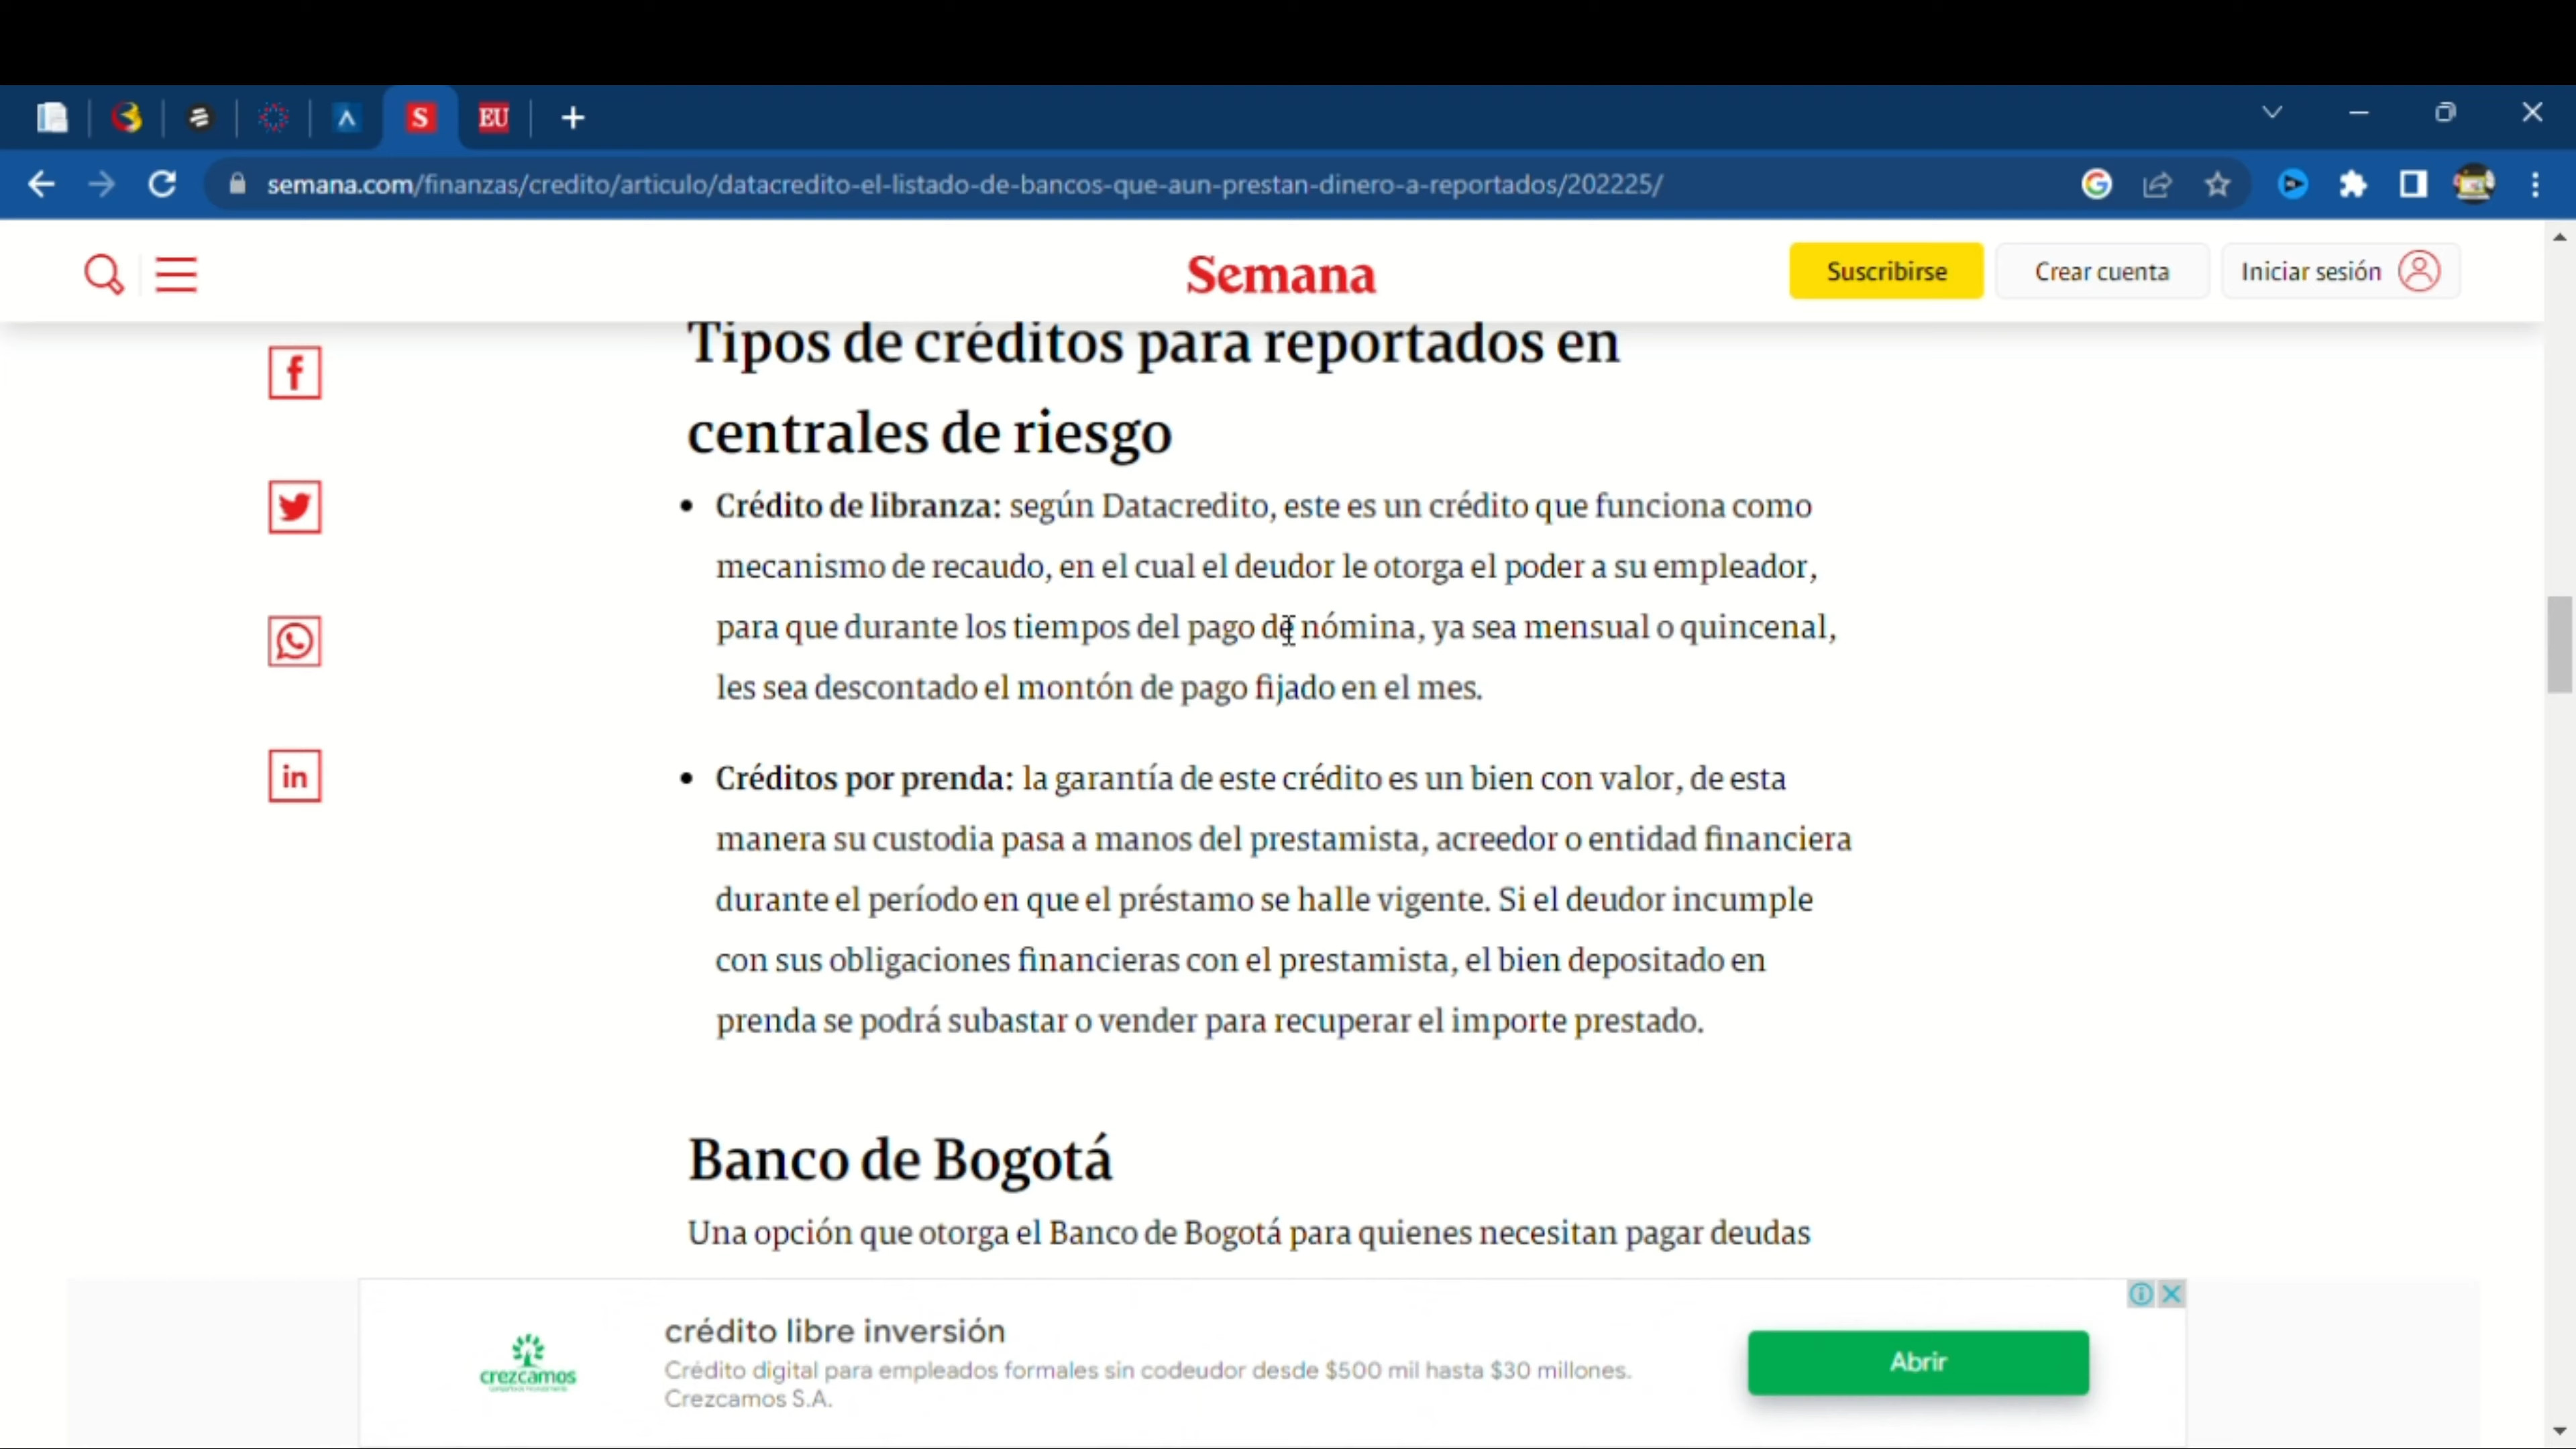 S
EU
semana.com/finanzas/credito/articulo/datacredito-el-listado-de-bancos-que-aun-prestan-dinero-a-reportados/202225/
Semana
Suscribirse
Crear cuenta
Iniciar sesión
Tipos de créditos para reportados en
centrales de riesgo
• Crédito de libranza: según Datacredito, este es un crédito que funciona como
mecanismo de recaudo, en el cual el deudor le otorga el poder a su empleador,
para que durante los tiempos del pago de nómina, ya sea mensual o quincenal,
les sea descontado el montón de pago fijado en el mes.
• Créditos por prenda: la garantía de este crédito es un bien con valor, de esta
manera su custodia pasa a manos del prestamista, acreedor o entidad financiera
durante el período en que el préstamo se halle vigente. Si el deudor incumple
con sus obligaciones financieras con el prestamista, el bien depositado en
prenda se podrá subastar o vender para recuperar el importe prestado.
Banco de Bogotá
Una opción que otorga el Banco de Bogotá para quienes necesitan pagar deudas
crezcamos
crédito libre inversión
Crédito digital para empleados formales sin codeudor desde $500 mil hasta $30 millones.
Crezcamos S.A.
Abrir